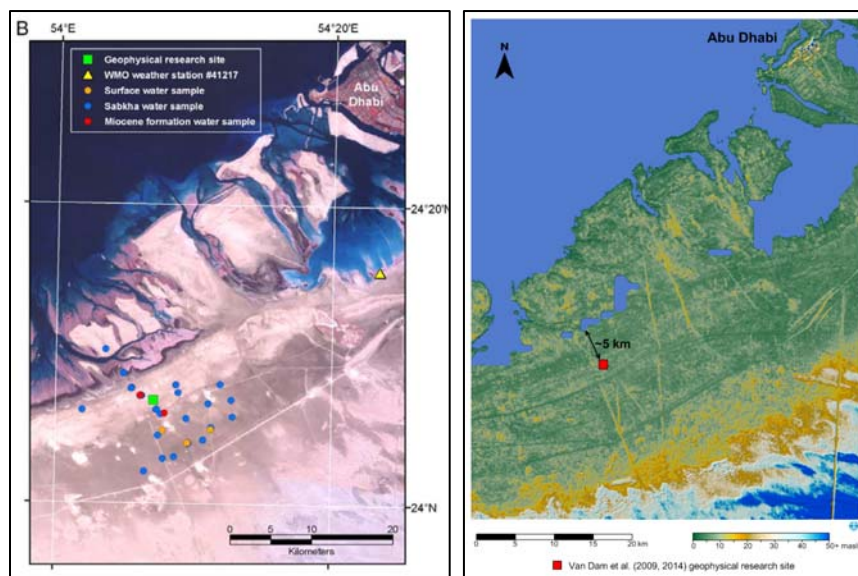 B
54°E
54°20'E
Geophysical research site
WMO weather station #41217
Surface water sample
Sabkha water sample
Miocene formation water sample
Abu
Dhabi
24°20'N
24°N
0 5 10 20
Kilometers
N
Abu Dhabi
~5 km
0 5 10 15 20 km
0 10 20 30 40 50+ masl
Van Dam et al. (2009, 2014) geophysical research site